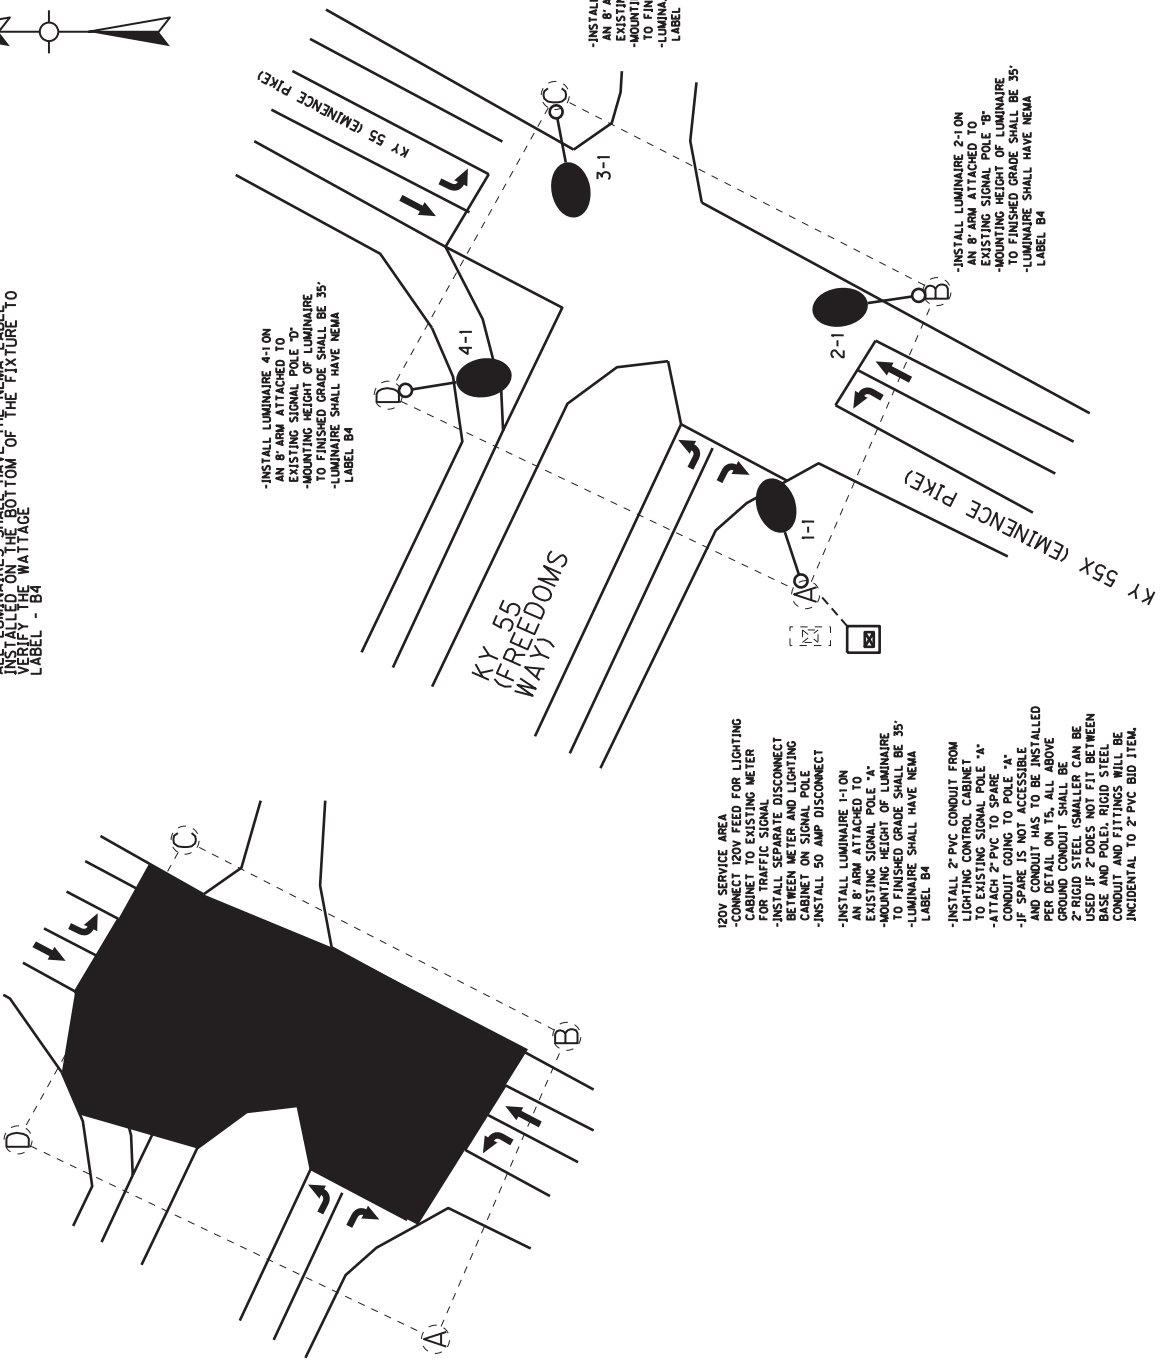 INSTALLED ON THE BOTTOM OF THE FIXTURE TO
VERIFY THE WATTAGE
LABEL - B4
KY 55 (EMINENCE PIKE)
-INSTALL
AN 8' A
EXISTIN
-MOUNTI
TO FIN
-LUMINA
LABEL
C
3-1
-INSTALL LUMINAIRE 4-1 ON
AN 8' ARM ATTACHED TO
EXISTING SIGNAL POLE "D"
-MOUNTING HEIGHT OF LUMINAIRE
TO FINISHED GRADE SHALL BE 35'
-LUMINAIRE SHALL HAVE NEMA
LABEL B4
D
4-1
-INSTALL LUMINAIRE 2-1 ON
AN 8' ARM ATTACHED TO
EXISTING SIGNAL POLE "B"
-MOUNTING HEIGHT OF LUMINAIRE
TO FINISHED GRADE SHALL BE 35'
-LUMINAIRE SHALL HAVE NEMA
LABEL B4
B
2-1
KY 55X (EMINENCE PIKE)
1-1
A
KY 55
(FREEDOMS
WAY)
120V SERVICE AREA
-CONNECT 120V FEED FOR LIGHTING
CABINET TO EXISTING METER
FOR TRAFFIC SIGNAL
-INSTALL SEPARATE DISCONNECT
BETWEEN METER AND LIGHTING
CABINET ON SIGNAL POLE
-INSTALL 50 AMP DISCONNECT
-INSTALL LUMINAIRE 1-1 ON
AN 8' ARM ATTACHED TO
EXISTING SIGNAL POLE "A"
-MOUNTING HEIGHT OF LUMINAIRE
TO FINISHED GRADE SHALL BE 35'
-LUMINAIRE SHALL HAVE NEMA
LABEL B4
-INSTALL 2" PVC CONDUIT FROM
LIGHTING CONTROL CABINET
TO EXISTING SIGNAL POLE "A"
-ATTACH 2" PVC TO SPARE
CONDUIT GOING TO POLE "A"
-IF SPARE IS NOT ACCESSIBLE
AND CONDUIT HAS TO BE INSTALLED
PER DETAIL ON T5, ALL ABOVE
GROUND CONDUIT SHALL BE
2" RIGID STEEL (SMALLER CAN BE
USED IF 2" DOES NOT FIT BETWEEN
BASE AND POLE). RIGID STEEL
CONDUIT AND FITTINGS WILL BE
INCIDENTAL TO 2" PVC BID ITEM.
D
C
B
A